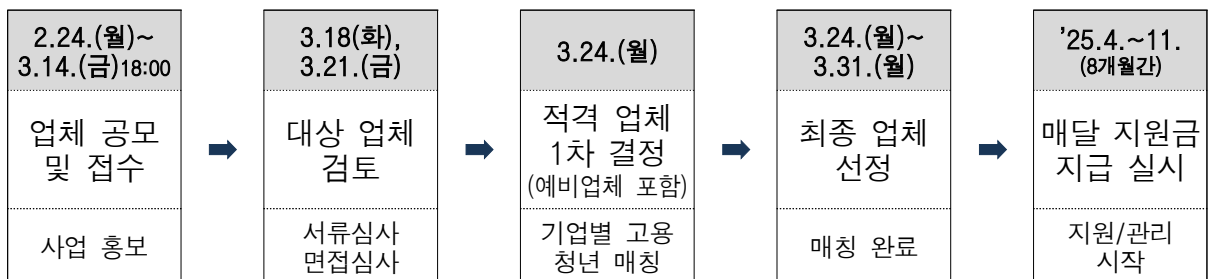 2.24.(월)~
3.14.(금)18:00
업체 공모
및 접수
사업 홍보
3.18(화),
3.21.(금)
대상 업체
검토
서류심사
면접심사
3.24.(월)
적격 업체
1차 결정
(예비업체 포함)
기업별 고용
청년 매칭
3.24.(월)~
3.31.(월)
최종 업체
선정
매칭 완료
’25.4.~11.
(8개월간)
매달 지원금
지급 실시
지원/관리
시작